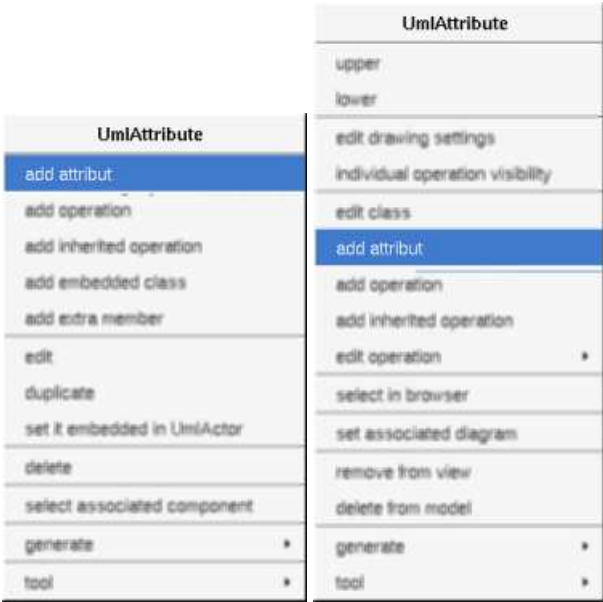 UmlAttribute
add attribut
add operation
add inherited operation
add embedded class
add extra member
edit
duplicate
set it embedded in UmlActor
delete
select associated component
generate
tool
UmlAttribute
upper
lower
edit drawing settings
individual operation visibility
edit class
add attribut
add operation
add inherited operation
edit operation
select in browser
set associated diagram
remove from view
delete from model
generate
tool